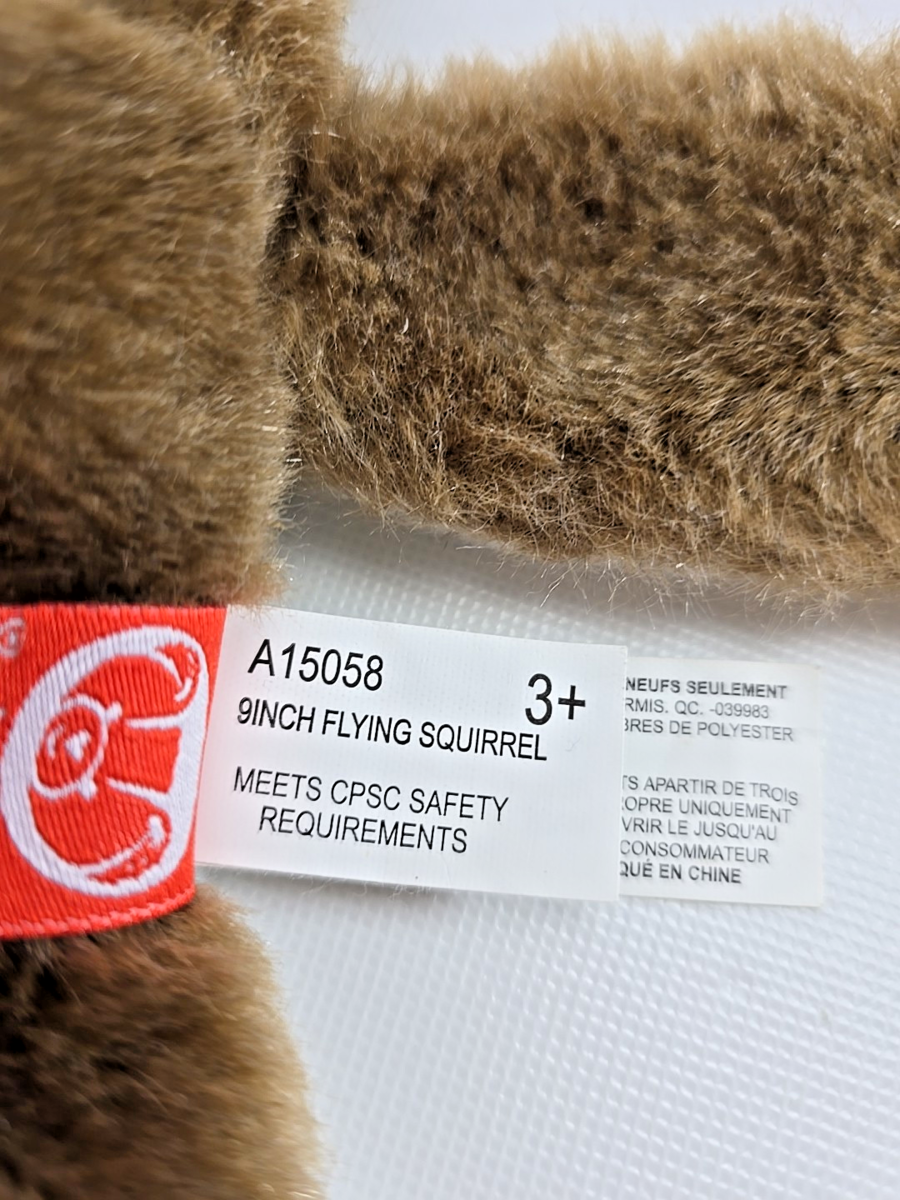 A15058
3+
9INCH FLYING SQUIRREL
MEETS CPSC SAFETY
REQUIREMENTS
NEUFS SEULEMENT
RMIS. QC. -039983
BRES DE POLYESTER
TS APARTIR DE TROIS
OPRE UNIQUEMENT
VRIR LE JUSQU'AU
CONSOMMATEUR
QUÉ EN CHINE